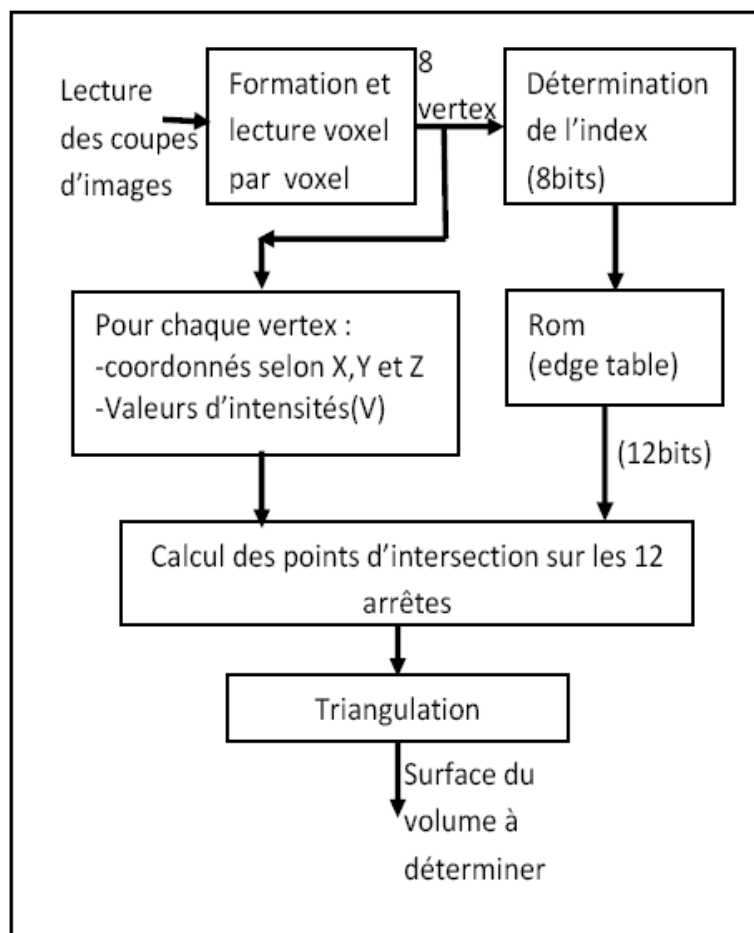 Lecture
des coupes
d'images
Formation et
lecture voxel
par voxel
8
vertex
Détermination
de l'index
(8bits)
Pour chaque vertex :
-coordonnés selon X,Y et Z
-Valeurs d'intensités(V)
Rom
(edge table)
(12bits)
Calcul des points d'intersection sur les 12
arrêtes
Triangulation
Surface du
volume à
déterminer